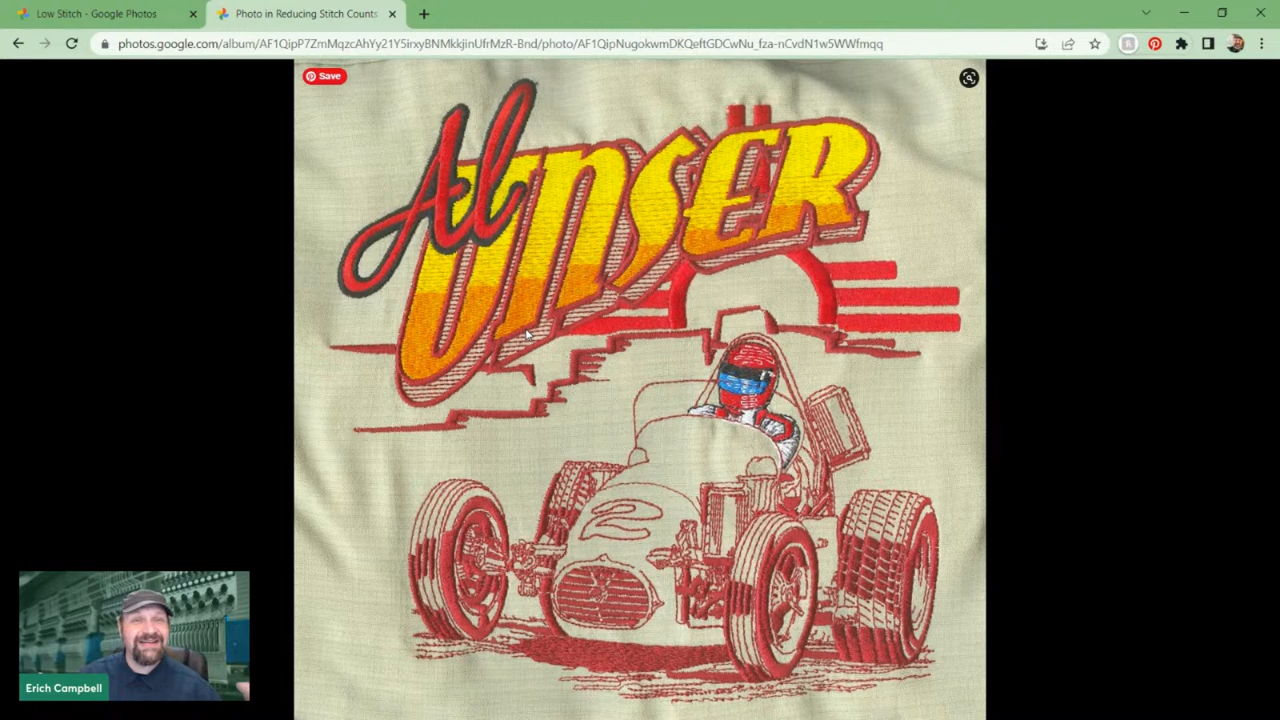 Low Stitch - Google Photos
Photo in Reducing Stitch Counts
photos.google.com/album/AF1QipP7ZmMqzcAhYy21Y5irxyBNMkkjinUfrMzR-Bnd/photo/AF1QipNugokwmDKQeftGDCwNu_fza-nCvdN1w5WWfmqq
Save
Al
UNSER
2
Erich Campbell